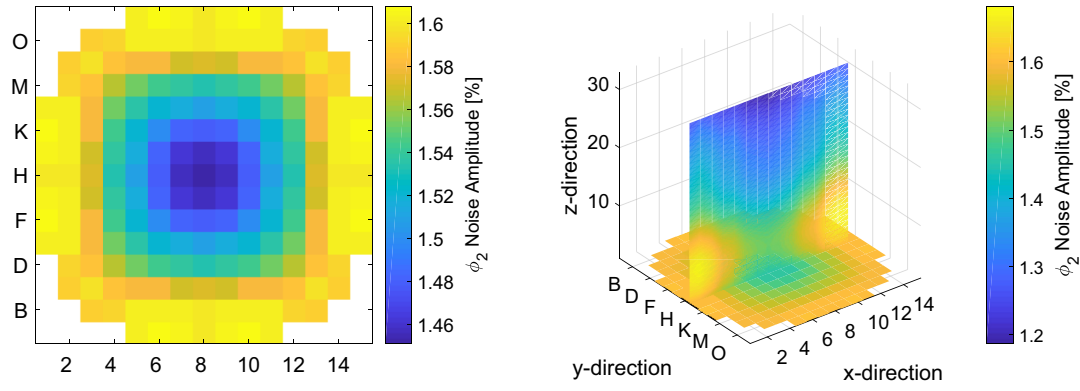 O
M
K
H
F
D
B
2 4 6 8 10 12 14
1.6
1.58
1.56
1.54
1.52
1.5
1.48
1.46
ϕ2 Noise Amplitude [%]
30
20
10
z-direction
B D F H K M O
y-direction
2 4 6 8 10 12 14
x-direction
1.6
1.5
1.4
1.3
1.2
ϕ2 Noise Amplitude [%]